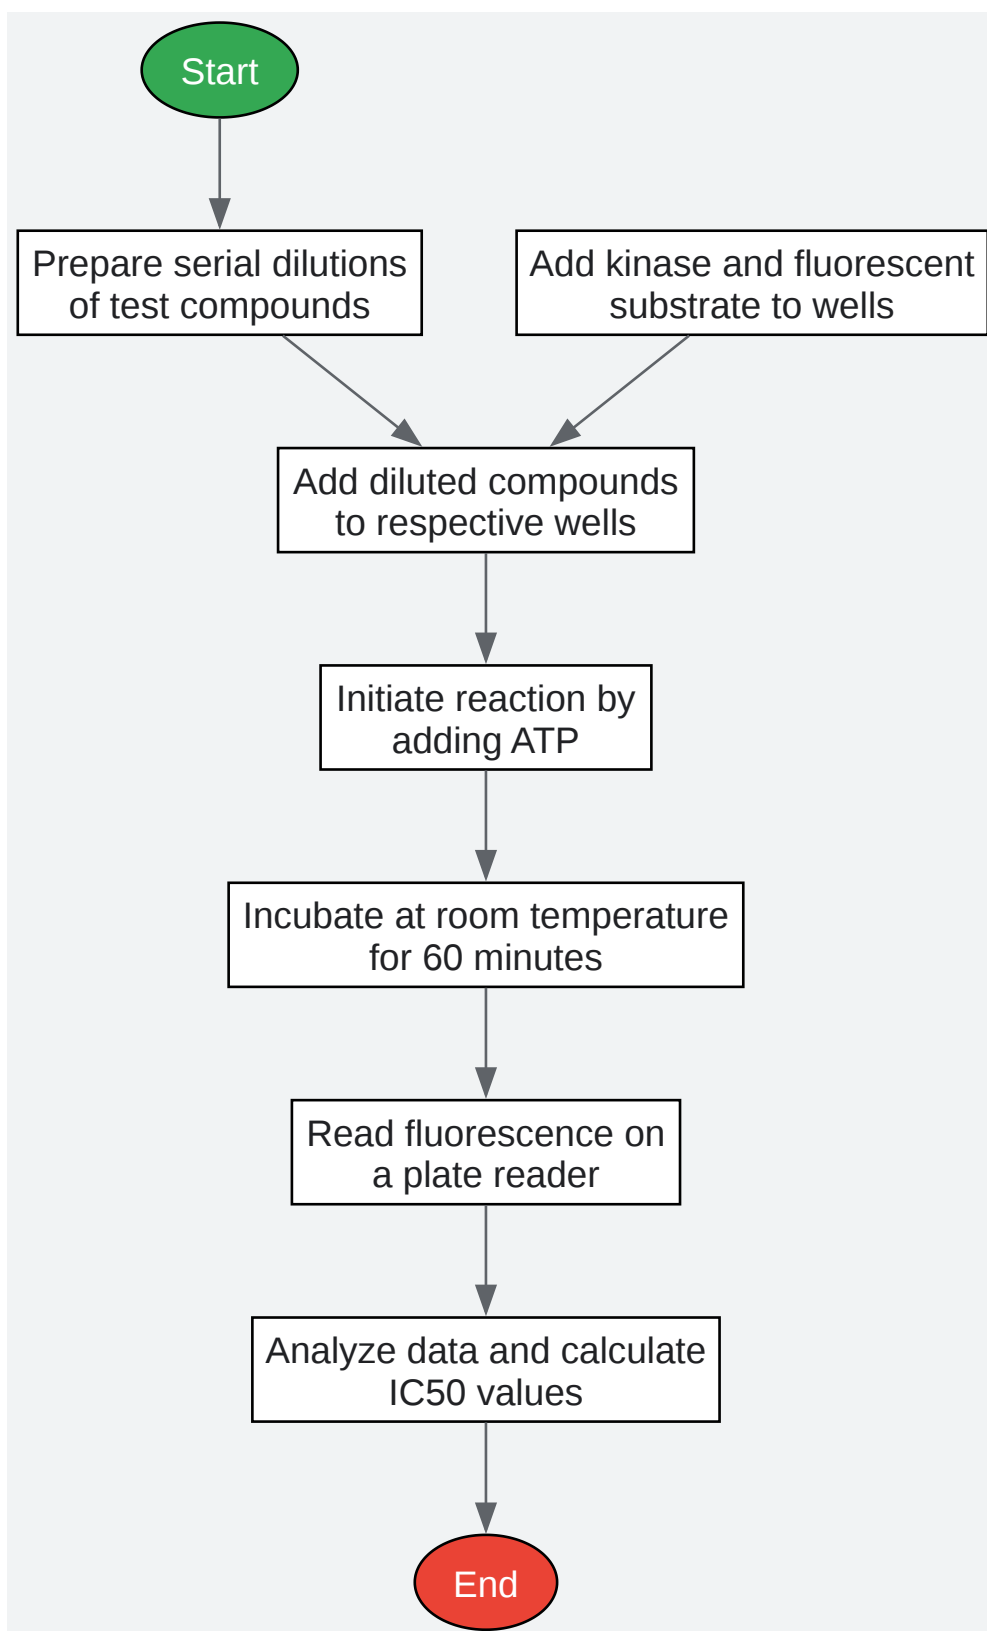 Start
Prepare serial dilutions
of test compounds
Add kinase and fluorescent
substrate to wells
Add diluted compounds
to respective wells
Initiate reaction by
adding ATP
Incubate at room temperature
for 60 minutes
Read fluorescence on
a plate reader
Analyze data and calculate
IC50 values
End